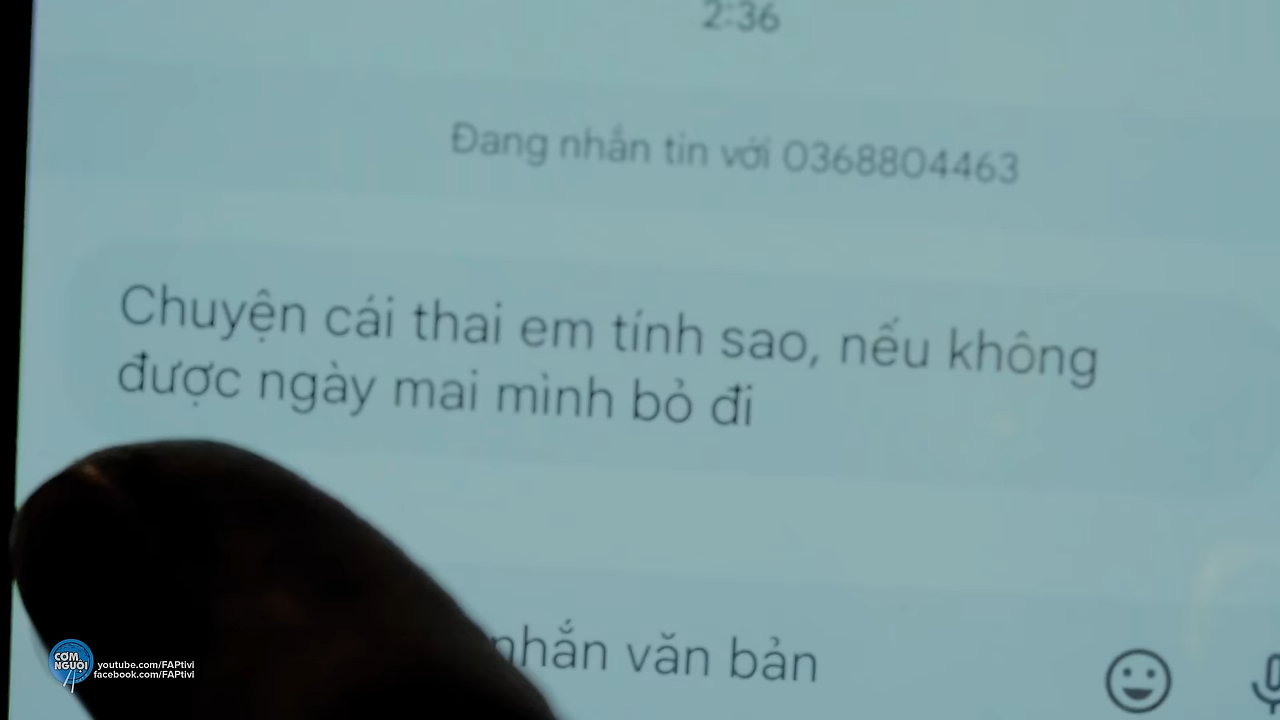 2:36
Đang nhắn tin với 0368804463
Chuyện cái thai em tính sao, nếu không
được ngày mai mình bỏ đi
nhắn văn bản
CƠM
NGUỘI
youtube.com/FAPtivi
facebook.com/FAPtivi